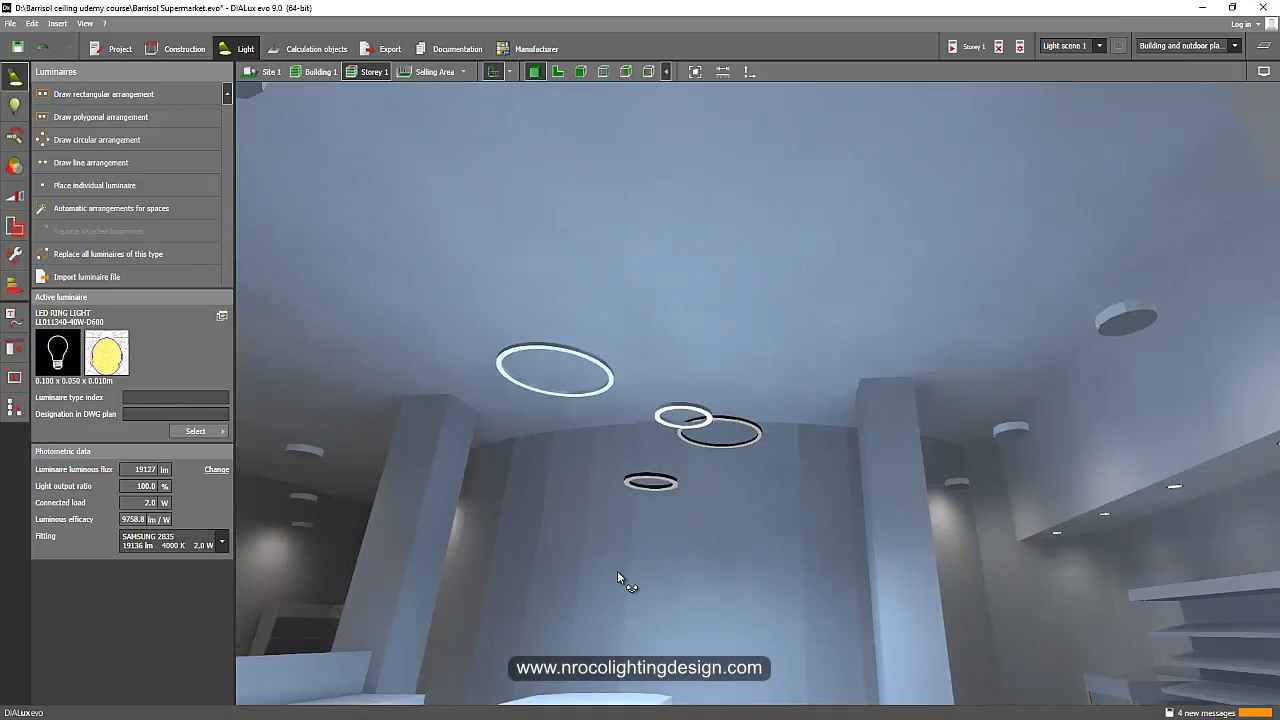 D:\Barrisol ceiling udemy course\Barrisol Supermarket.evo* - DIALux evo 9.0 (64-bit)
File Edit Insert View ?
Log in
Project Construction Light Calculation objects Export Documentation Manufacturer
Storey 1
Light scene 1
Building and outdoor pla...
Luminaires
Site 1 Building 1 Storey 1 Selling Area
Draw rectangular arrangement
Draw polygonal arrangement
Draw circular arrangement
Draw line arrangement
Place individual luminaire
Automatic arrangements for spaces
Replace selected luminaires
Replace all luminaires of this type
Import luminaire file
Active luminaire
LED RING LIGHT
LL011340-40W-D600
0.100 x 0.050 x 0.010m
Luminaire type index
Designation in DWG plan
Select
Photometric data
Luminaire luminous flux 19127 lm Change
Light output ratio 100.0 %
Connected load 2.0 W
Luminous efficacy 9758.8 lm / W
Fitting SAMSUNG 2835
19136 lm 4000 K 2.0 W
www.nrocolightingdesign.com
DIALux evo
4 new messages